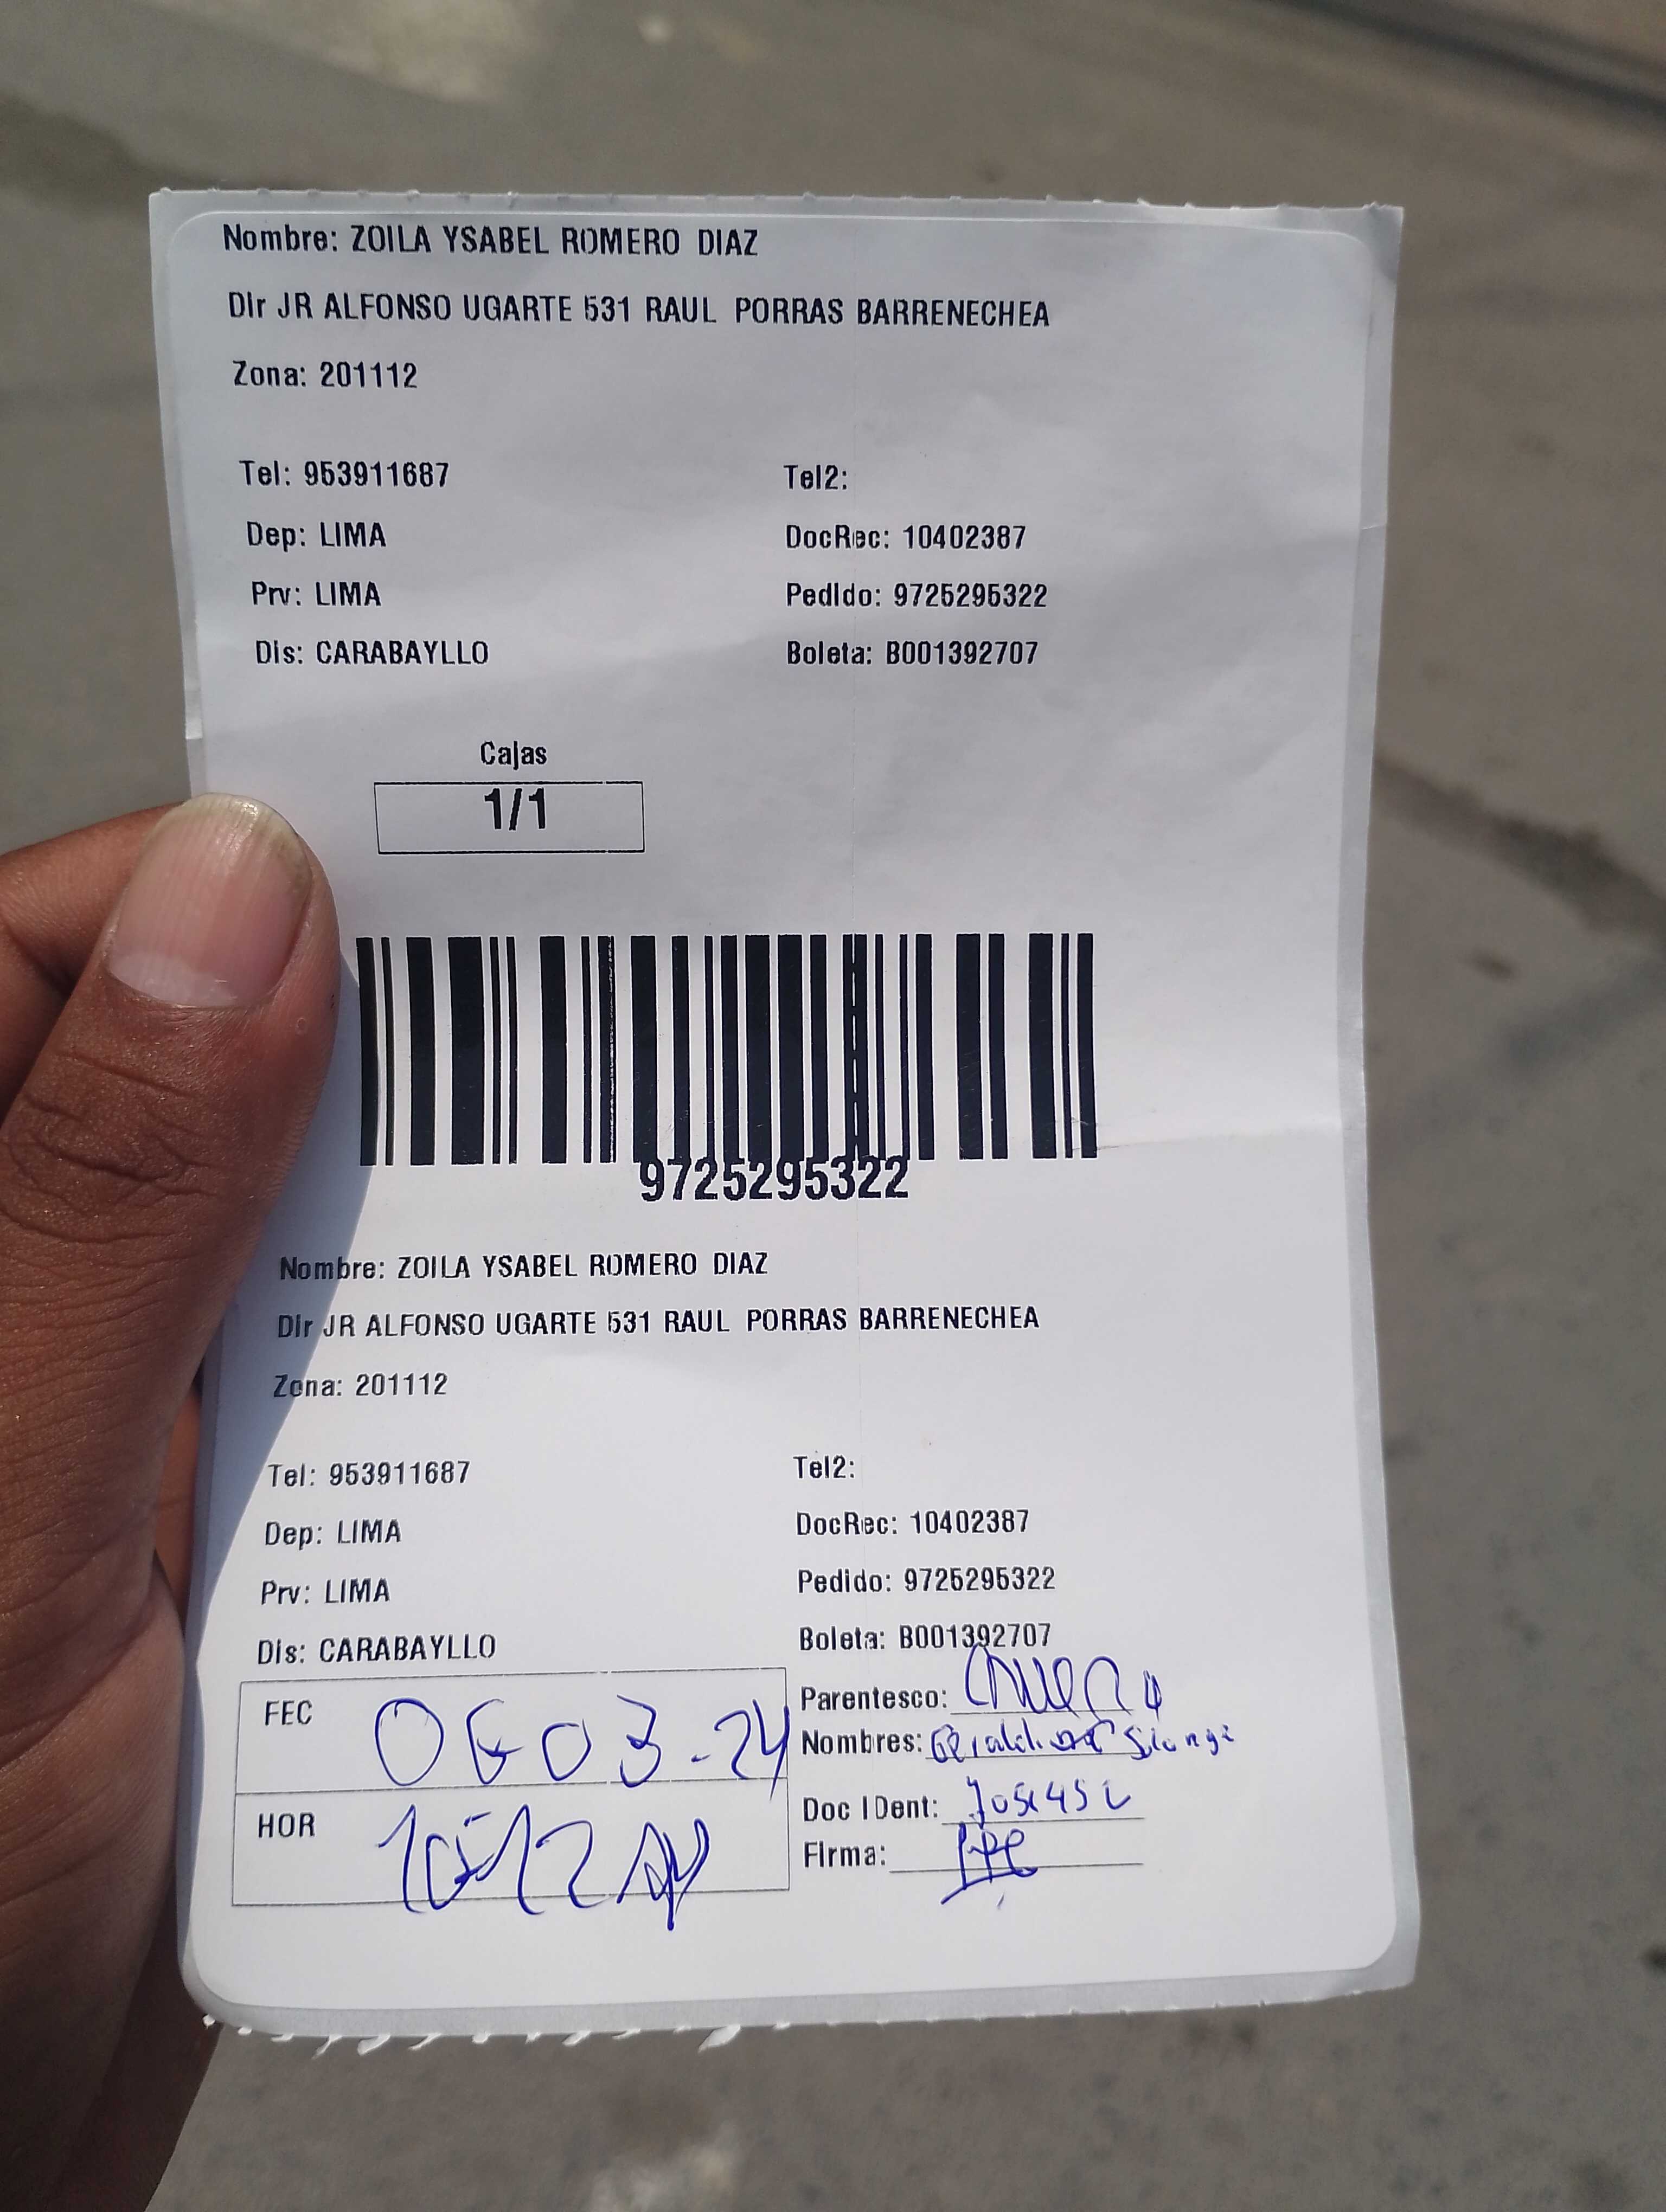 Nombre: ZOILA YSABEL ROMERO DIAZ
Dir JR ALFONSO UGARTE 531 RAUL PORRAS BARRENECHEA
Zona: 201112
Tel: 953911687 Tel2:
Dep: LIMA DocRec: 10402387
Prv: LIMA Pedido: 9725295322
Dis: CARABAYLLO Boleta: B001392707
Cajas
1/1
9725295322
Nombre: ZOILA YSABEL ROMERO DIAZ
Dir JR ALFONSO UGARTE 531 RAUL PORRAS BARRENECHEA
Zona: 201112
Tel: 953911687 Tel2:
Dep: LIMA DocRec: 10402387
Prv: LIMA Pedido: 9725295322
Dis: CARABAYLLO Boleta: B001392707
FEC 06 03-24 Parentesco:
Nombres:
HOR Doc IDent:
Firma: